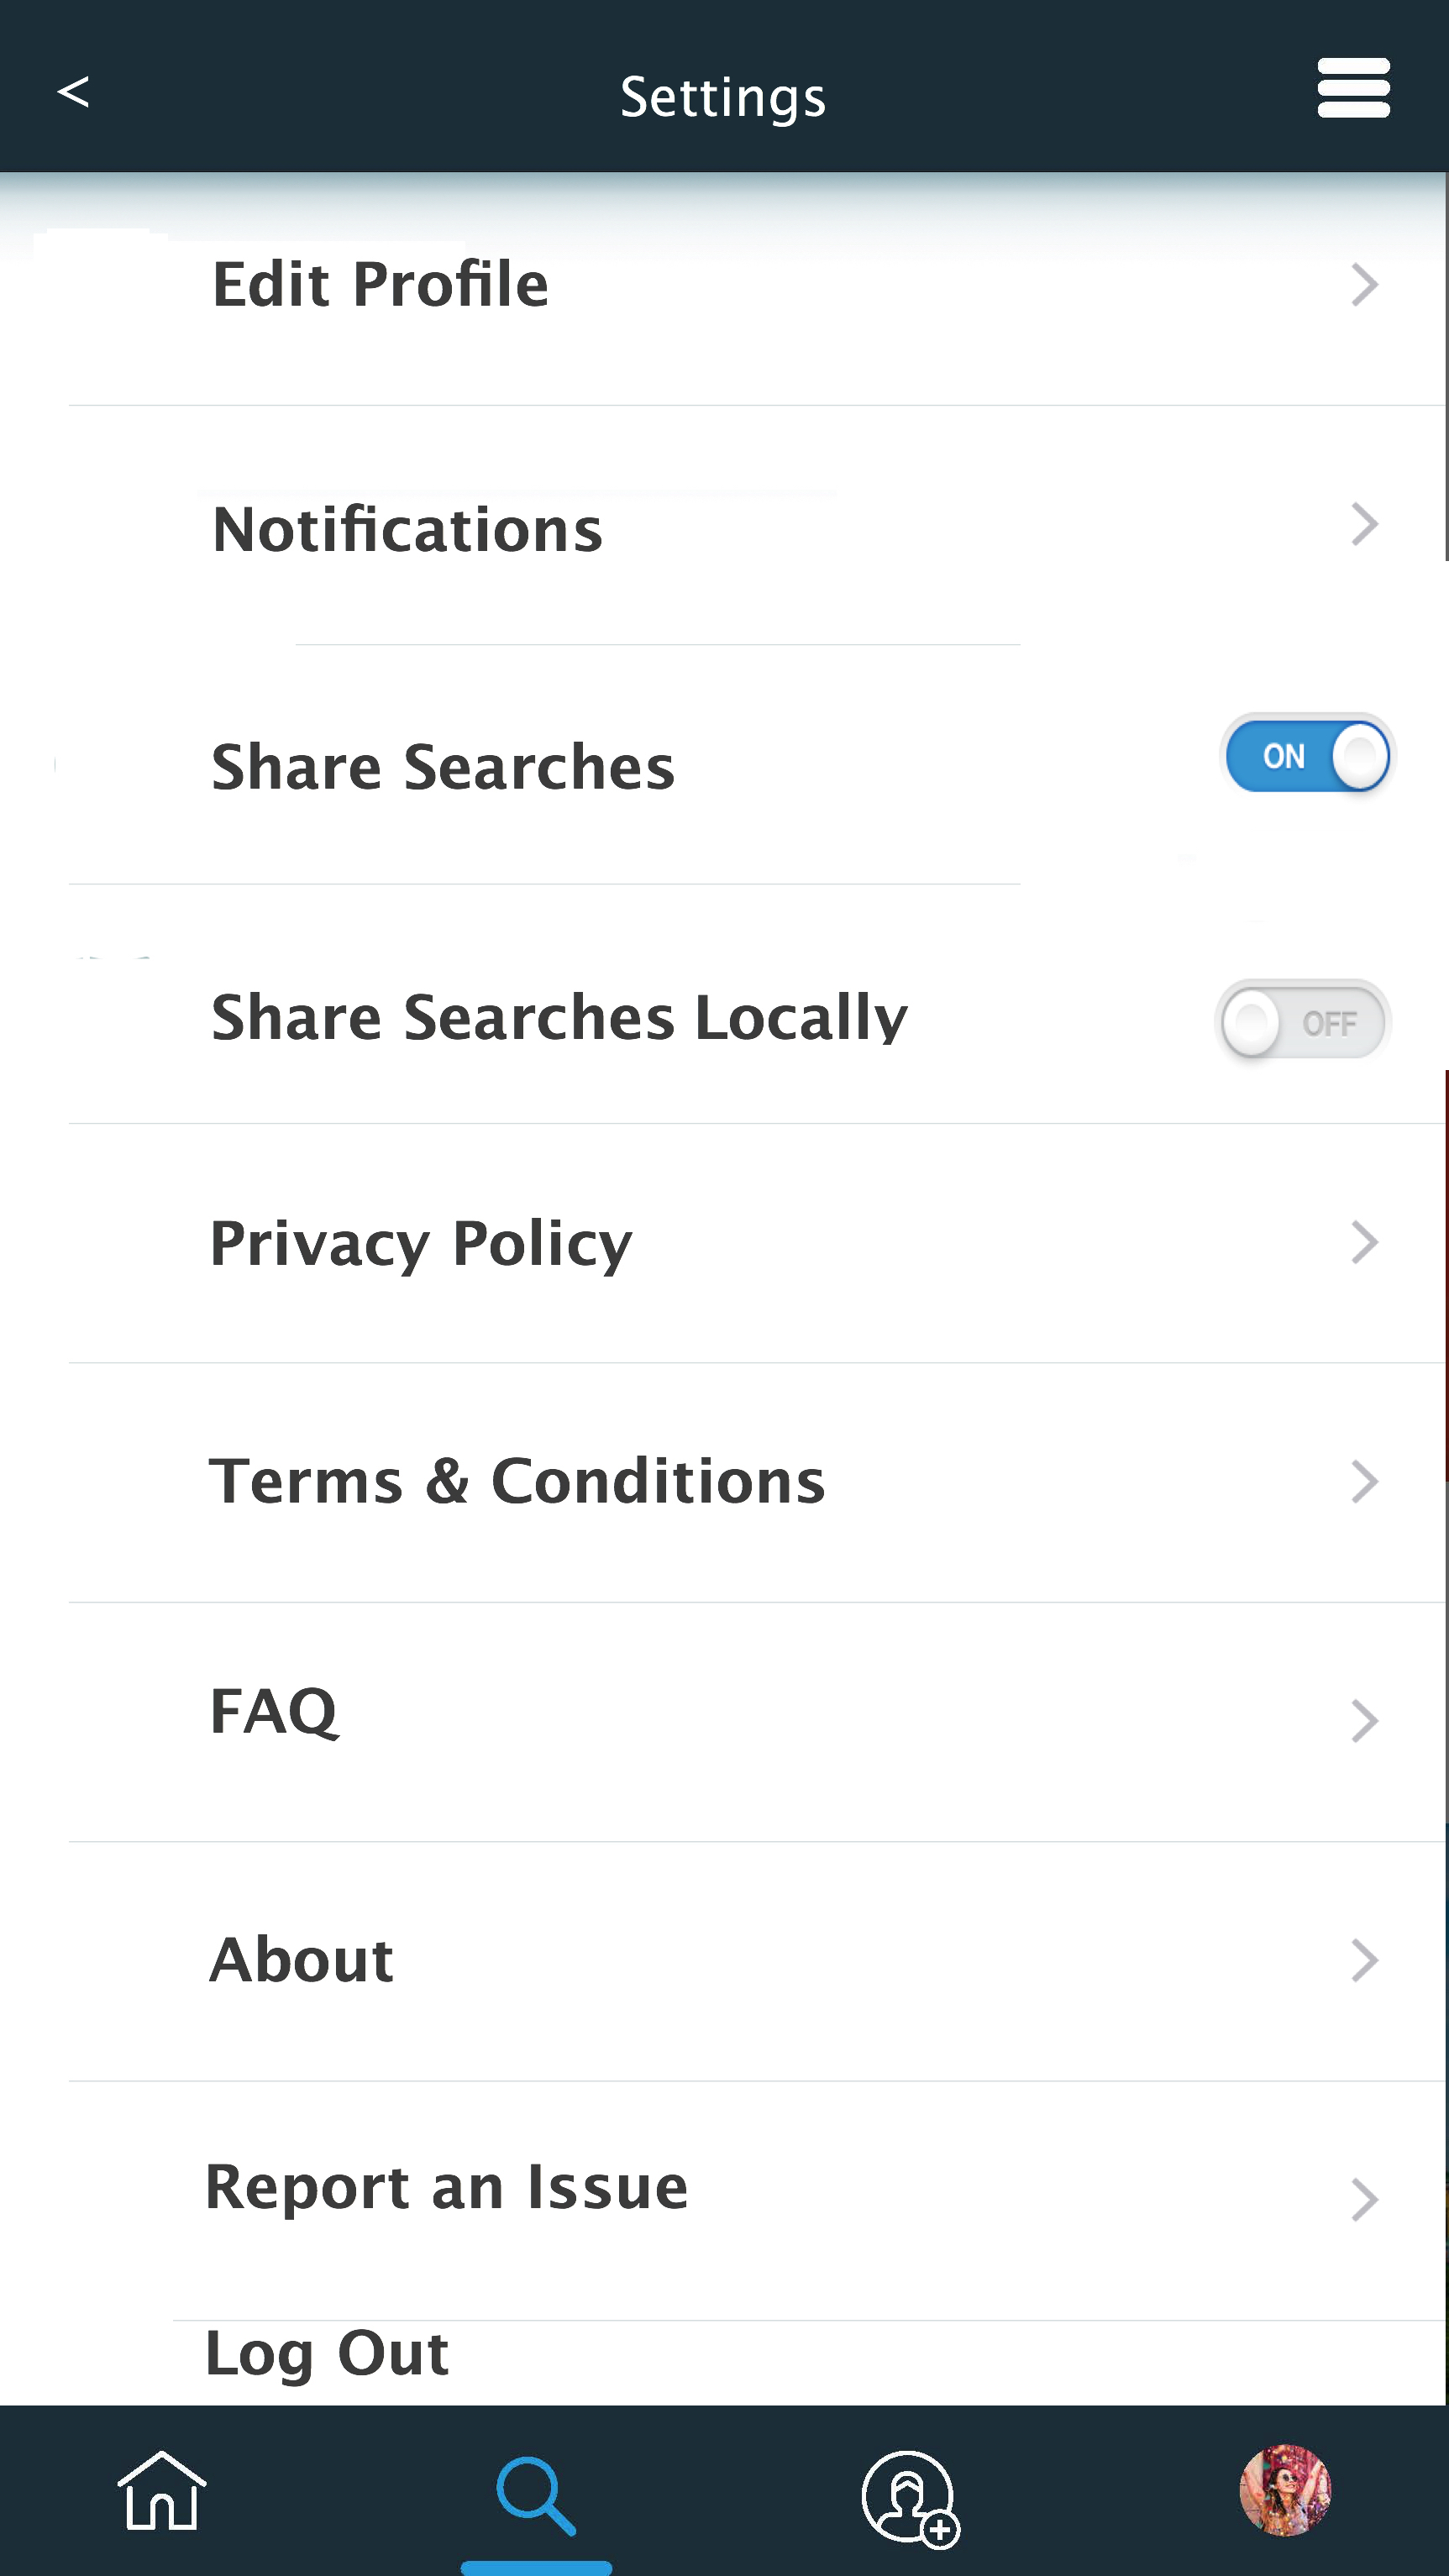 < Settings
Edit Profile
Notifications
Share Searches ON
Share Searches Locally OFF
Privacy Policy
Terms & Conditions
FAQ
About
Report an Issue
Log Out